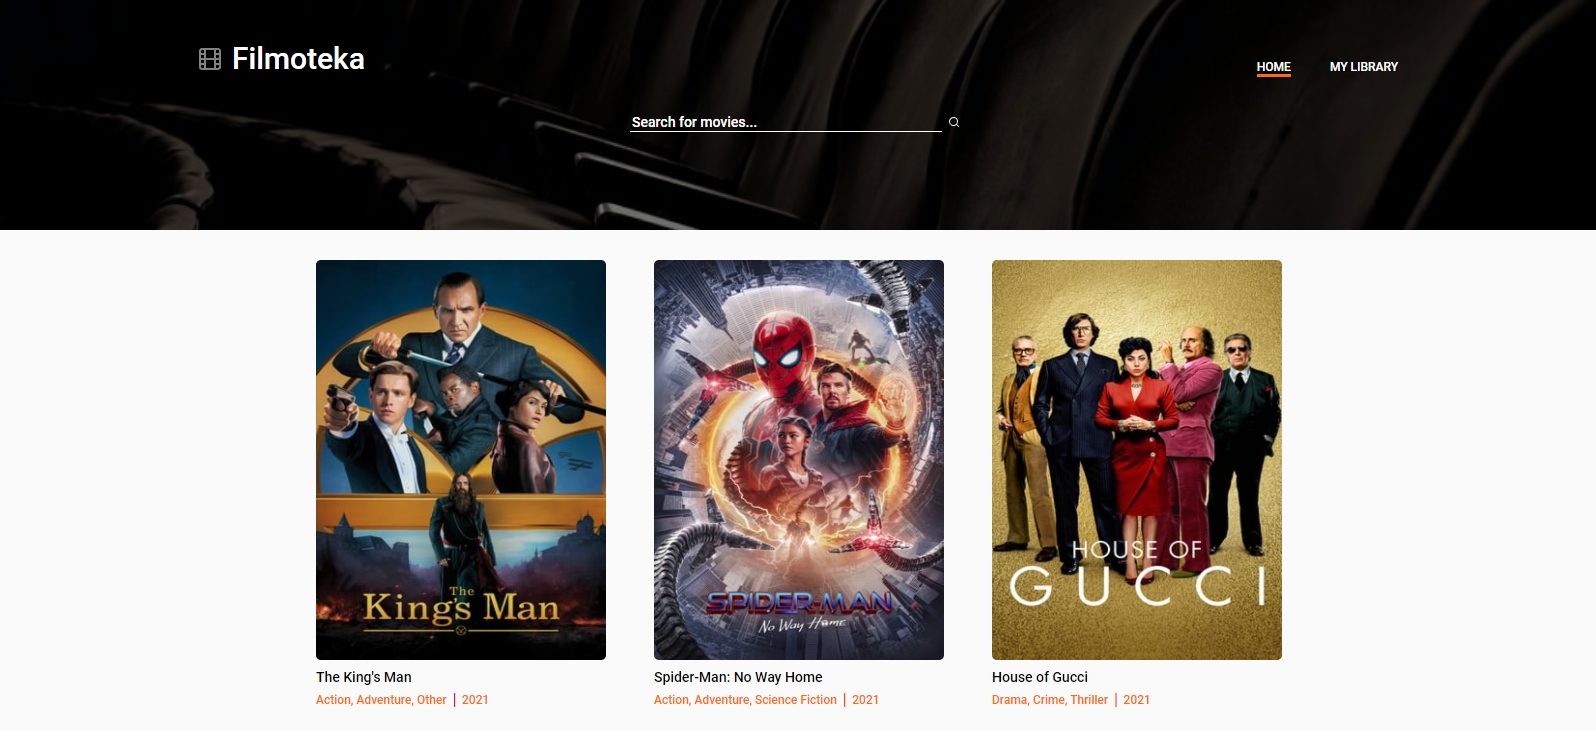 Filmoteka
HOME
MY LIBRARY
Search for movies...
The
King's Man
SPIDER-MAN
No Way Home
HOUSE OF
GUCCI
The King's Man
Action, Adventure, Other | 2021
Spider-Man: No Way Home
Action, Adventure, Science Fiction | 2021
House of Gucci
Drama, Crime, Thriller | 2021